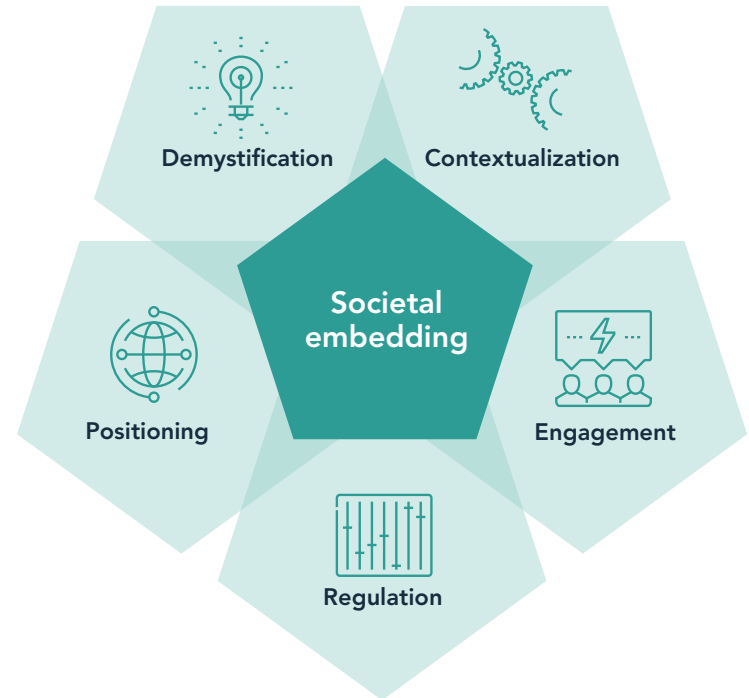 Demystification
Contextualization
Societal
embedding
Positioning
Engagement
Regulation